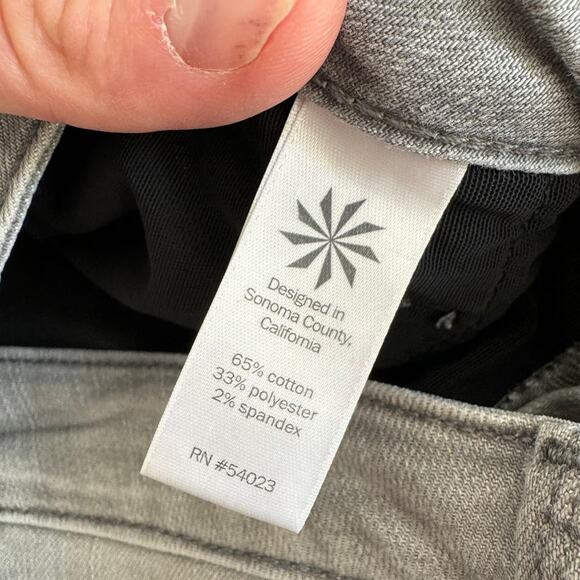 Designed in
Sonoma County,
California
65% cotton
33% polyester
2% spandex
RN #54023